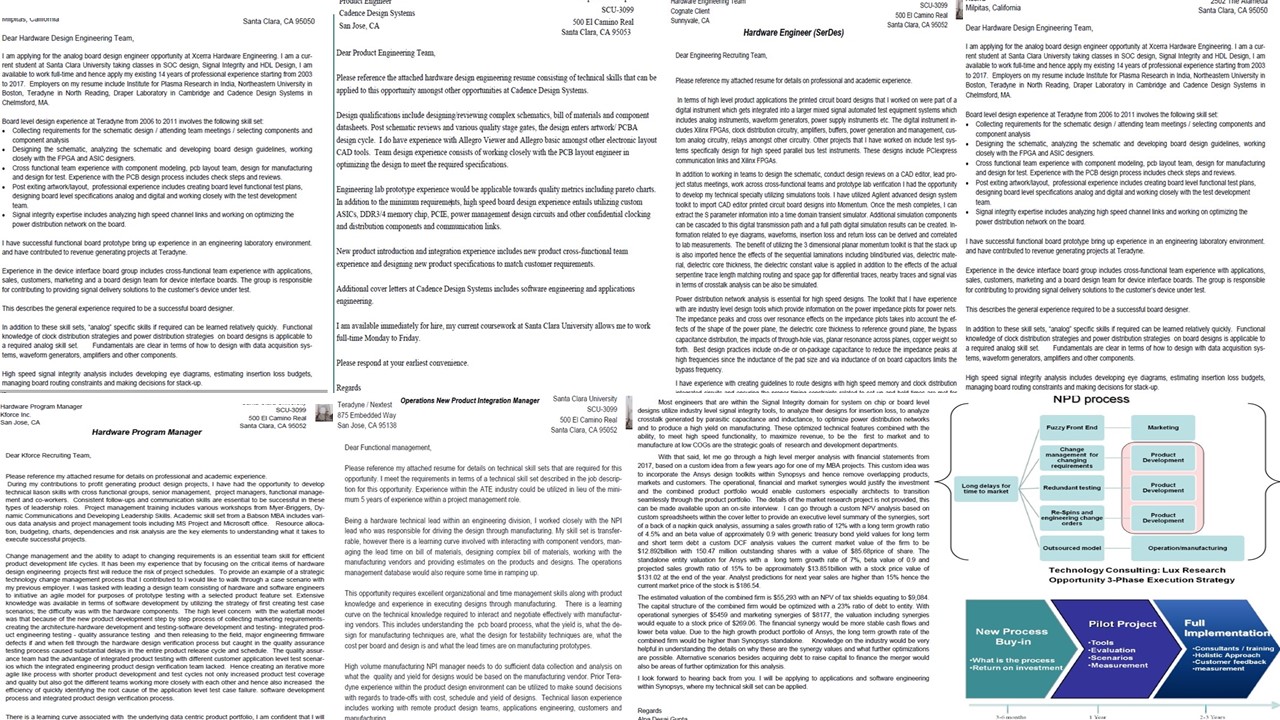 Milpitas, California
Santa Clara, CA 95050
Dear Hardware Design Engineering Team,
I am applying for the analog board design engineer opportunity at Xcerra Hardware Engineering. I am a cur-
rent student at Santa Clara University taking classes in SOC design, Signal Integrity and HDL Design, I am
available to work full-time and hence apply my existing 14 years of professional experience starting from 2003
to 2017. Employers on my resume include Institute for Plasma Research in India, Northeastern University in
Boston, Teradyne in North Reading, Draper Laboratory in Cambridge and Cadence Design Systems in
Chelmsford, MA.
Board level design experience at Teradyne from 2006 to 2011 involves the following skill set:
• Collecting requirements for the schematic design / attending team meetings / selecting components and
component analysis
• Designing the schematic, analyzing the schematic and developing board design guidelines, working
closely with the FPGA and ASIC designers.
• Cross functional team experience with component modeling, pcb layout team, design for manufacturing
and design for test. Experience with the PCB design process includes check steps and reviews.
• Post exiting artwork/layout, professional experience includes creating board level functional test plans,
designing board level specifications analog and digital and working closely with the test development
team.
• Signal integrity expertise includes analyzing high speed channel links and working on optimizing the
power distribution network on the board.
I have successful functional board prototype bring up experience in an engineering laboratory environment.
and have contributed to revenue generating projects at Teradyne.
Experience in the device interface board group includes cross-functional team experience with applications,
sales, customers, marketing and a board design team for device interface boards. The group is responsible
for contributing to providing signal delivery solutions to the customer's device under test.
This describes the general experience required to be a successful board designer.
In addition to these skill sets, "analog" specific skills if required can be learned relatively quickly. Functional
knowledge of clock distribution strategies and power distribution strategies on board designs is applicable to
a required analog skill set. Fundamentals are clear in terms of how to design with data acquisition sys-
tems, waveform generators, amplifiers and other components.
High speed signal integrity analysis includes developing eye diagrams, estimating insertion loss budgets,
managing board routing constraints and making decisions for stack-up.
Product Engineer
Cadence Design Systems
San Jose, CA
SCU-3099
500 El Camino Real
Santa Clara, CA 95053
Dear Product Engineering Team,
Please reference the attached hardware design engineering resume consisting of technical skills that can be
applied to this opportunity amongst other opportunities at Cadence Design Systems.
Design qualifications include designing/reviewing complex schematics, bill of materials and component
datasheets. Post schematic reviews and various quality stage gates, the design enters artwork/ PCBA
design cycle. I do have experience with Allegro Viewer and Allegro basic amongst other electronic layout
CAD tools. Team design experience consists of working closely with the PCB layout engineer in
optimizing the design to meet the required specifications.
Engineering lab prototype experience would be applicable towards quality metrics including pareto charts.
In addition to the minimum requirements, high speed board design experience entails utilizing custom
ASICs, DDR3/4 memory chip, PCIE, power management design circuits and other confidential clocking
and distribution components and communication links.
New product introduction and integration experience includes new product cross-functional team
experience and designing new product specifications to match customer requirements.
Additional cover letters at Cadence Design Systems includes software engineering and applications
engineering.
I am available immediately for hire, my current coursework at Santa Clara University allows me to work
full-time Monday to Friday.
Please respond at your earliest convenience.
Regards
Hardware Engineering Team
Cognate Client
Sunnyvale, CA
SCU-3099
500 El Camino Real
Santa Clara, CA 95052
Hardware Engineer (SerDes)
Dear Engineering Recruiting Team,
Please reference my attached resume for details on professional and academic experience.
In terms of high level product applications the printed circuit board designs that I worked on were part of a
digital instrument which gets integrated into a larger mixed signal automated test equipment systems which
includes analog instruments, waveform generators, power supply instruments etc. The digital instrument in-
cludes Xilinx FPGAs, clock distribution circuitry, amplifiers, buffers, power generation and management, cus-
tom analog circuitry, relays amongst other circuitry. Other projects that I have worked on include test sys-
tems specifically design for high speed parallel bus test instruments. These designs include PCIexpress
communication links and Xilinx FPGAs.
In addition to working in teams to design the schematic, conduct design reviews on a CAD editor, lead pro-
ject status meetings, work across cross-functional teams and prototype lab verification I had the opportunity
to develop my technical specialty utilizing simulations tools. I have utilized Agilent advanced design system
toolkit to import CAD editor printed circuit board designs into Momentum. Once the mesh completes, I can
extract the S parameter information into a time domain transient simulator. Additional simulation components
can be cascaded to this digital transmission path and a full path digital simulation results can be created. In-
formation related to eye diagrams, waveforms, insertion loss and return loss can be derived and correlated
to lab measurements. The benefit of utilizing the 3 dimensional planar momentum toolkit is that the stack up
is also imported hence the effects of the sequential laminations including blind/buried vias, dielectric mate-
rial, dielectric core thickness, the dielectric constant value is applied in addition to the effects of the actual
serpentine trace length matching routing and space gap for differential traces, nearby traces and signal vias
in terms of crosstalk analysis can be also be simulated.
Power distribution network analysis is essential for high speed designs. The toolkit that I have experience
with are industry level design tools which provide information on the power impedance plots for power nets.
The impedance peaks and cross over resonance effects on the impedance plots takes into account the ef-
fects of the shape of the power plane, the dielectric core thickness to reference ground plane, the bypass
capacitance distribution, the impacts of through vias, planar resonance across planes, copper weight so
forth. Best design practices include on-die or on-package capacitance to reduce the impedance peaks at
high frequencies since the inductance of the pad size and via inductance of on board capacitors limits the
bypass frequency.
I have experience with creating guidelines to route designs with high speed memory and clock distribution
2502 The Alameda
Milpitas, California
Santa Clara, CA 95050
Dear Hardware Design Engineering Team,
I am applying for the analog board design engineer opportunity at Xcerra Hardware Engineering. I am a cur-
rent student at Santa Clara University taking classes in SOC design, Signal Integrity and HDL Design, I am
available to work full-time and hence apply my existing 14 years of professional experience starting from 2003
to 2017. Employers on my resume include Institute for Plasma Research in India, Northeastern University in
Boston, Teradyne in North Reading, Draper Laboratory in Cambridge and Cadence Design Systems in
Chelmsford, MA.
Board level design experience at Teradyne from 2006 to 2011 involves the following skill set:
• Collecting requirements for the schematic design / attending team meetings / selecting components and
component analysis
• Designing the schematic, analyzing the schematic and developing board design guidelines, working
closely with the FPGA and ASIC designers.
• Cross functional team experience with component modeling, pcb layout team, design for manufacturing
and design for test. Experience with the PCB design process includes check steps and reviews.
• Post exiting artwork/layout, professional experience includes creating board level functional test plans,
designing board level specifications analog and digital and working closely with the test development
team.
• Signal integrity expertise includes analyzing high speed channel links and working on optimizing the
power distribution network on the board.
I have successful functional board prototype bring up experience in an engineering laboratory environment.
and have contributed to revenue generating projects at Teradyne.
Experience in the device interface board group includes cross-functional team experience with applications,
sales, customers, marketing and a board design team for device interface boards. The group is responsible
for contributing to providing signal delivery solutions to the customer's device under test.
This describes the general experience required to be a successful board designer.
In addition to these skill sets, "analog" specific skills if required can be learned relatively quickly. Functional
knowledge of clock distribution strategies and power distribution strategies on board designs is applicable to
a required analog skill set. Fundamentals are clear in terms of how to design with data acquisition sys-
tems, waveform generators, amplifiers and other components.
High speed signal integrity analysis includes developing eye diagrams, estimating insertion loss budgets,
managing board routing constraints and making decisions for stack-up.
Hardware Program Manager
Kforce Inc.
San Jose, CA
Santa Clara University
SCU-3099
500 El Camino Real
Santa Clara, CA 95052
Hardware Program Manager
Dear Kforce Recruiting Team,
Please reference my attached resume for details on professional and academic experience.
During my contributions to profit generating product design projects, I have had the opportunity to develop
technical liason skills with cross functional groups, senior management, project managers, functional manage-
ment and co-workers. Consistent follow-ups and communication skills are essential to be successful in these
types of leadership roles. Project management training includes various workshops from Myer-Briggers, Dy-
namic Communications and Developing Leadership Skills. Academic skill set from a Babson MBA includes vari-
ous data analysis and project management tools including MS Project and Microsoft office. Resource alloca-
tion, budgeting, charts, dependencies and risk analysis are the key elements to understanding what it takes to
execute successful projects.
Change management and the ability to adapt to changing requirements is an essential team skill for efficient
product development life cycles. It has been my experience that by focusing on the critical items of hardware
design engineering, projects first will reduce the risk of project schedules. To provide an example of a strategic
technology change management process that I contributed to I would like to walk through a case scenario with
my previous employer. I was tasked with leading a design team consisting of hardware and software engineers
to initiative an agile model for purposes of prototype testing with a selected product feature set. Extensive
knowledge was available in terms of software development by utilizing the strategy of first creating test case
scenarios; the difficulty was with the hardware components. The high level concern with the waterfall model
was that because of the new product development step by step process of collecting market requirements-
creating the architecture-hardware development and testing-software development and testing- integrated prod-
uct engineering testing - quality assurance testing and then releasing to the field, major engineering firmware
defects if and when fell through the hardware design verification process but caught in the quality assurance
testing process caused substantial delays in the entire product release cycle and schedule. The quality assur-
ance team had the advantage of integrated product testing with different customer application level test scenar-
ios which the integrated engineering product design verification team lacked. Hence creating an iterative more
agile like process with shorter product development and test cycles not only increased product test coverage
and quality but also got the different teams working more closely with each other and hence also increased the
efficiency of quickly identifying the root cause of the application level test case failure. software development
process and integrated product design verification process.
There is a learning curve associated with the underlying data centric product portfolio, I am confident that I will
Teradyne / Nextest
875 Embedded Way
San Jose, CA 95138
Operations New Product Integration Manager
Santa Clara University
SCU-3099
500 El Camino Real
Santa Clara, CA 95052
Dear Functional management,
Please reference my attached resume for details on technical skill sets that are required for this
opportunity. I meet the requirements in terms of a technical skill set described in the job descrip-
tion for this opportunity. Experience within the ATE industry could be utilized in lieu of the mini-
mum 5 years of experience within a project management role.
Being a hardware technical lead within an engineering division, I worked closely with the NPI
lead who was responsible for driving the design through manufacturing. My skill set is transfer-
rable, however there is a learning curve involved with interacting with component vendors, man-
aging the lead time on bill of materials, designing complex bill of materials, working with the
manufacturing vendors and providing estimates on the products and designs. The operations
management database would also require some time in ramping up.
This opportunity requires excellent organizational and time management skills along with product
knowledge and experience in executing designs through manufacturing. There is a learning
curve on the technical knowledge required to interact and negotiate effectively with manufactur-
ing vendors. This includes understanding the pcb board process, what the yield is, what the de-
sign for manufacturing techniques are, what the design for testability techniques are, what the
cost per board and design is and what the lead times are on manufacturing prototypes.
High volume manufacturing NPI manager needs to do sufficient data collection and analysis on
what the quality and yield for designs would be based on the manufacturing vendor. Prior Tera-
dyne experience within the product design environment can be utilized to make sound decisions
with regards to trade-offs with cost, schedule and yield of designs. Technical liason experience
includes working with remote product design teams, applications engineering, customers and
manufacturing.
Most engineers that are within the Signal Integrity domain for system on chip or board level
designs utilize industry level signal integrity tools, to analyze their designs for insertion loss, to analyze
crosstalk generated by parasitic capacitance and inductance, to optimize power distribution networks
and to produce a high yield on manufacturing. These optimized technical features combined with the
ability, to meet high speed functionality, to maximize revenue, to be the first to market and to
manufacture at low COGs are the strategic goals of research and development departments.
With that said, let me go through a high level merger analysis with financial statements from
2017, based on a custom idea from a few years ago for one of my MBA projects. This custom idea was
to incorporate the Ansys design toolkits within Synopsys and hence remove overlapping products,
markets and customers. The operational, financial and market synergies would justify the investment
and the combined product portfolio would enable customers especially architects to transition
seamlessly through the product portfolio. The details of the market research project is not provided, this
can be made available upon an on-site interview. I can go through a custom NPV analysis based on
custom spreadsheets within the cover letter to provide an executive level summary of the synergies, sort
of a back of a napkin quick analysis, assuming a sales growth rate of 12% with a long term growth rate
of 4.5% and an beta value of approximately 0.9 with generic treasury bond yield values for long term
and short term debt a custom DCF analysis values the current market value of the firm to be
$12.892billion with 150.47 million outstanding shares with a value of $85.68price of share. The
standalone entity valuation for Ansys with a long term growth rate of 7%, beta value of 0.9 and
projected sales growth rate of 15% to be approximately $13.851billion with a stock price value of
$131.02 at the end of the year. Analyst predictions for next year sales are higher than 15% hence the
current market price of the stock is $186.54.
The estimated valuation of the combined firm is $55,293 with an NPV of tax shields equating to $9,084.
The capital structure of the combined firm would be optimized with a 23% ratio of debt to entity. With
operational synergies of $5459 and marketing synergies of $8177, the valuation including synergies
would equate to a stock price value of $269.06. The financial synergy would be more stable cash flows and
lower beta value. Due to the high growth product portfolio of Ansys, the long term growth rate of the
combined firm would be higher than Synopsys standalone. Knowledge on the industry would be very
helpful in the understanding of details on why these are the synergy values and what further optimizations
are possible. Alternative scenarios besides acquiring debt to raise capital to finance the merger would
also be areas of further optimization for this analysis.
I look forward to hearing back from you. I will be applying to applications and software engineering
within Synopsys, where my technical skill set can be applied.
Regards
Alpa Desai Gupta
NPD process
Long delays for
time to market
Fuzzy Front End
Marketing
Change
management for
changing
requirements
Product
Development
Redundant testing
Product
Development
Re-Spins and
engineering change
orders
Product
Development
Outsourced model
Operation/manufacturing
Technology Consulting: Lux Research
Opportunity 3-Phase Execution Strategy
New Process
Buy-in
•What is the process
•Return on investment
Pilot Project
•Tools
•Evaluation
•Scenarios
•Measurement
Full
Implementation
•Consultants / training
•Holistic Approach
•Customer feedback
•measurement
3-6 months
1 Year
2-3 Years